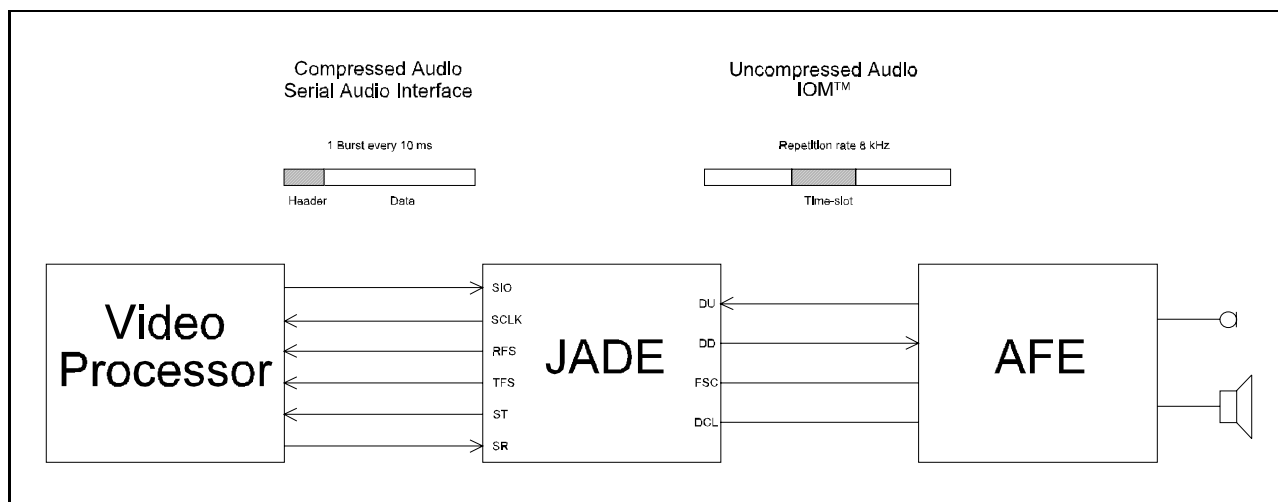 Compressed Audio
Serial Audio Interface
Uncompressed Audio
IOM™
1 Burst every 10 ms
Repetition rate 8 kHz
Header
Data
Time-slot
Video
Processor
SIO
SCLK
RFS
TFS
ST
SR
JADE
DU
DD
FSC
DCL
AFE